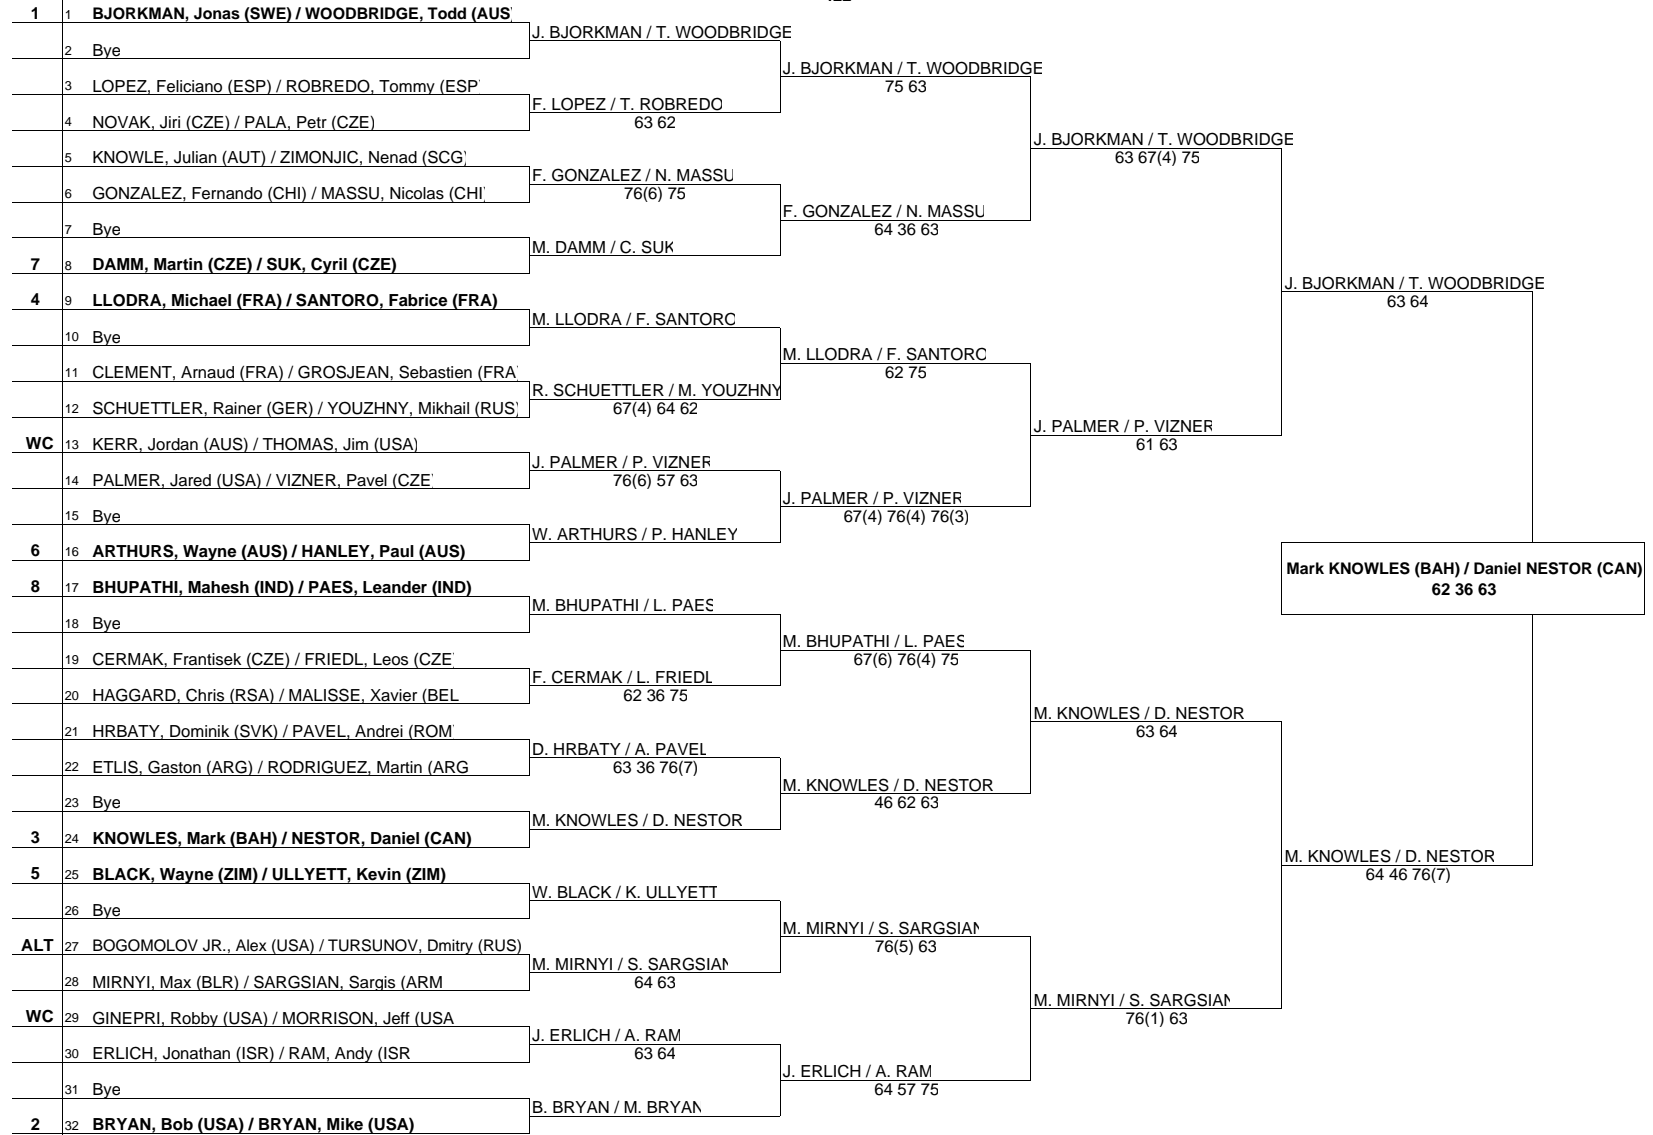 1 1 BJORKMAN, Jonas (SWE) / WOODBRIDGE, Todd (AUS)
J. BJORKMAN / T. WOODBRIDGE
2 Bye
J. BJORKMAN / T. WOODBRIDGE
75 63
3 LOPEZ, Feliciano (ESP) / ROBREDO, Tommy (ESP)
F. LOPEZ / T. ROBREDO
63 62
4 NOVAK, Jiri (CZE) / PALA, Petr (CZE)
J. BJORKMAN / T. WOODBRIDGE
63 67(4) 75
5 KNOWLE, Julian (AUT) / ZIMONJIC, Nenad (SCG)
F. GONZALEZ / N. MASSU
76(6) 75
6 GONZALEZ, Fernando (CHI) / MASSU, Nicolas (CHI)
F. GONZALEZ / N. MASSU
64 36 63
7 Bye
M. DAMM / C. SUK
7 8 DAMM, Martin (CZE) / SUK, Cyril (CZE)
J. BJORKMAN / T. WOODBRIDGE
63 64
4 9 LLODRA, Michael (FRA) / SANTORO, Fabrice (FRA)
M. LLODRA / F. SANTORO
10 Bye
M. LLODRA / F. SANTORO
62 75
11 CLEMENT, Arnaud (FRA) / GROSJEAN, Sebastien (FRA)
R. SCHUETTLER / M. YOUZHNY
67(4) 64 62
12 SCHUETTLER, Rainer (GER) / YOUZHNY, Mikhail (RUS)
J. PALMER / P. VIZNER
61 63
WC 13 KERR, Jordan (AUS) / THOMAS, Jim (USA)
J. PALMER / P. VIZNER
76(6) 57 63
14 PALMER, Jared (USA) / VIZNER, Pavel (CZE)
J. PALMER / P. VIZNER
67(4) 76(4) 76(3)
15 Bye
W. ARTHURS / P. HANLEY
6 16 ARTHURS, Wayne (AUS) / HANLEY, Paul (AUS)
Mark KNOWLES (BAH) / Daniel NESTOR (CAN)
62 36 63
8 17 BHUPATHI, Mahesh (IND) / PAES, Leander (IND)
M. BHUPATHI / L. PAES
18 Bye
M. BHUPATHI / L. PAES
67(6) 76(4) 75
19 CERMAK, Frantisek (CZE) / FRIEDL, Leos (CZE)
F. CERMAK / L. FRIEDL
62 36 75
20 HAGGARD, Chris (RSA) / MALISSE, Xavier (BEL
M. KNOWLES / D. NESTOR
63 64
21 HRBATY, Dominik (SVK) / PAVEL, Andrei (ROM)
D. HRBATY / A. PAVEL
63 36 76(7)
22 ETLIS, Gaston (ARG) / RODRIGUEZ, Martin (ARG
M. KNOWLES / D. NESTOR
46 62 63
23 Bye
M. KNOWLES / D. NESTOR
3 24 KNOWLES, Mark (BAH) / NESTOR, Daniel (CAN)
M. KNOWLES / D. NESTOR
64 46 76(7)
5 25 BLACK, Wayne (ZIM) / ULLYETT, Kevin (ZIM)
W. BLACK / K. ULLYETT
26 Bye
M. MIRNYI / S. SARGSIAN
76(5) 63
ALT 27 BOGOMOLOV JR., Alex (USA) / TURSUNOV, Dmitry (RUS)
M. MIRNYI / S. SARGSIAN
64 63
28 MIRNYI, Max (BLR) / SARGSIAN, Sargis (ARM
M. MIRNYI / S. SARGSIAN
76(1) 63
WC 29 GINEPRI, Robby (USA) / MORRISON, Jeff (USA
J. ERLICH / A. RAM
63 64
30 ERLICH, Jonathan (ISR) / RAM, Andy (ISR
J. ERLICH / A. RAM
64 57 75
31 Bye
B. BRYAN / M. BRYAN
2 32 BRYAN, Bob (USA) / BRYAN, Mike (USA)